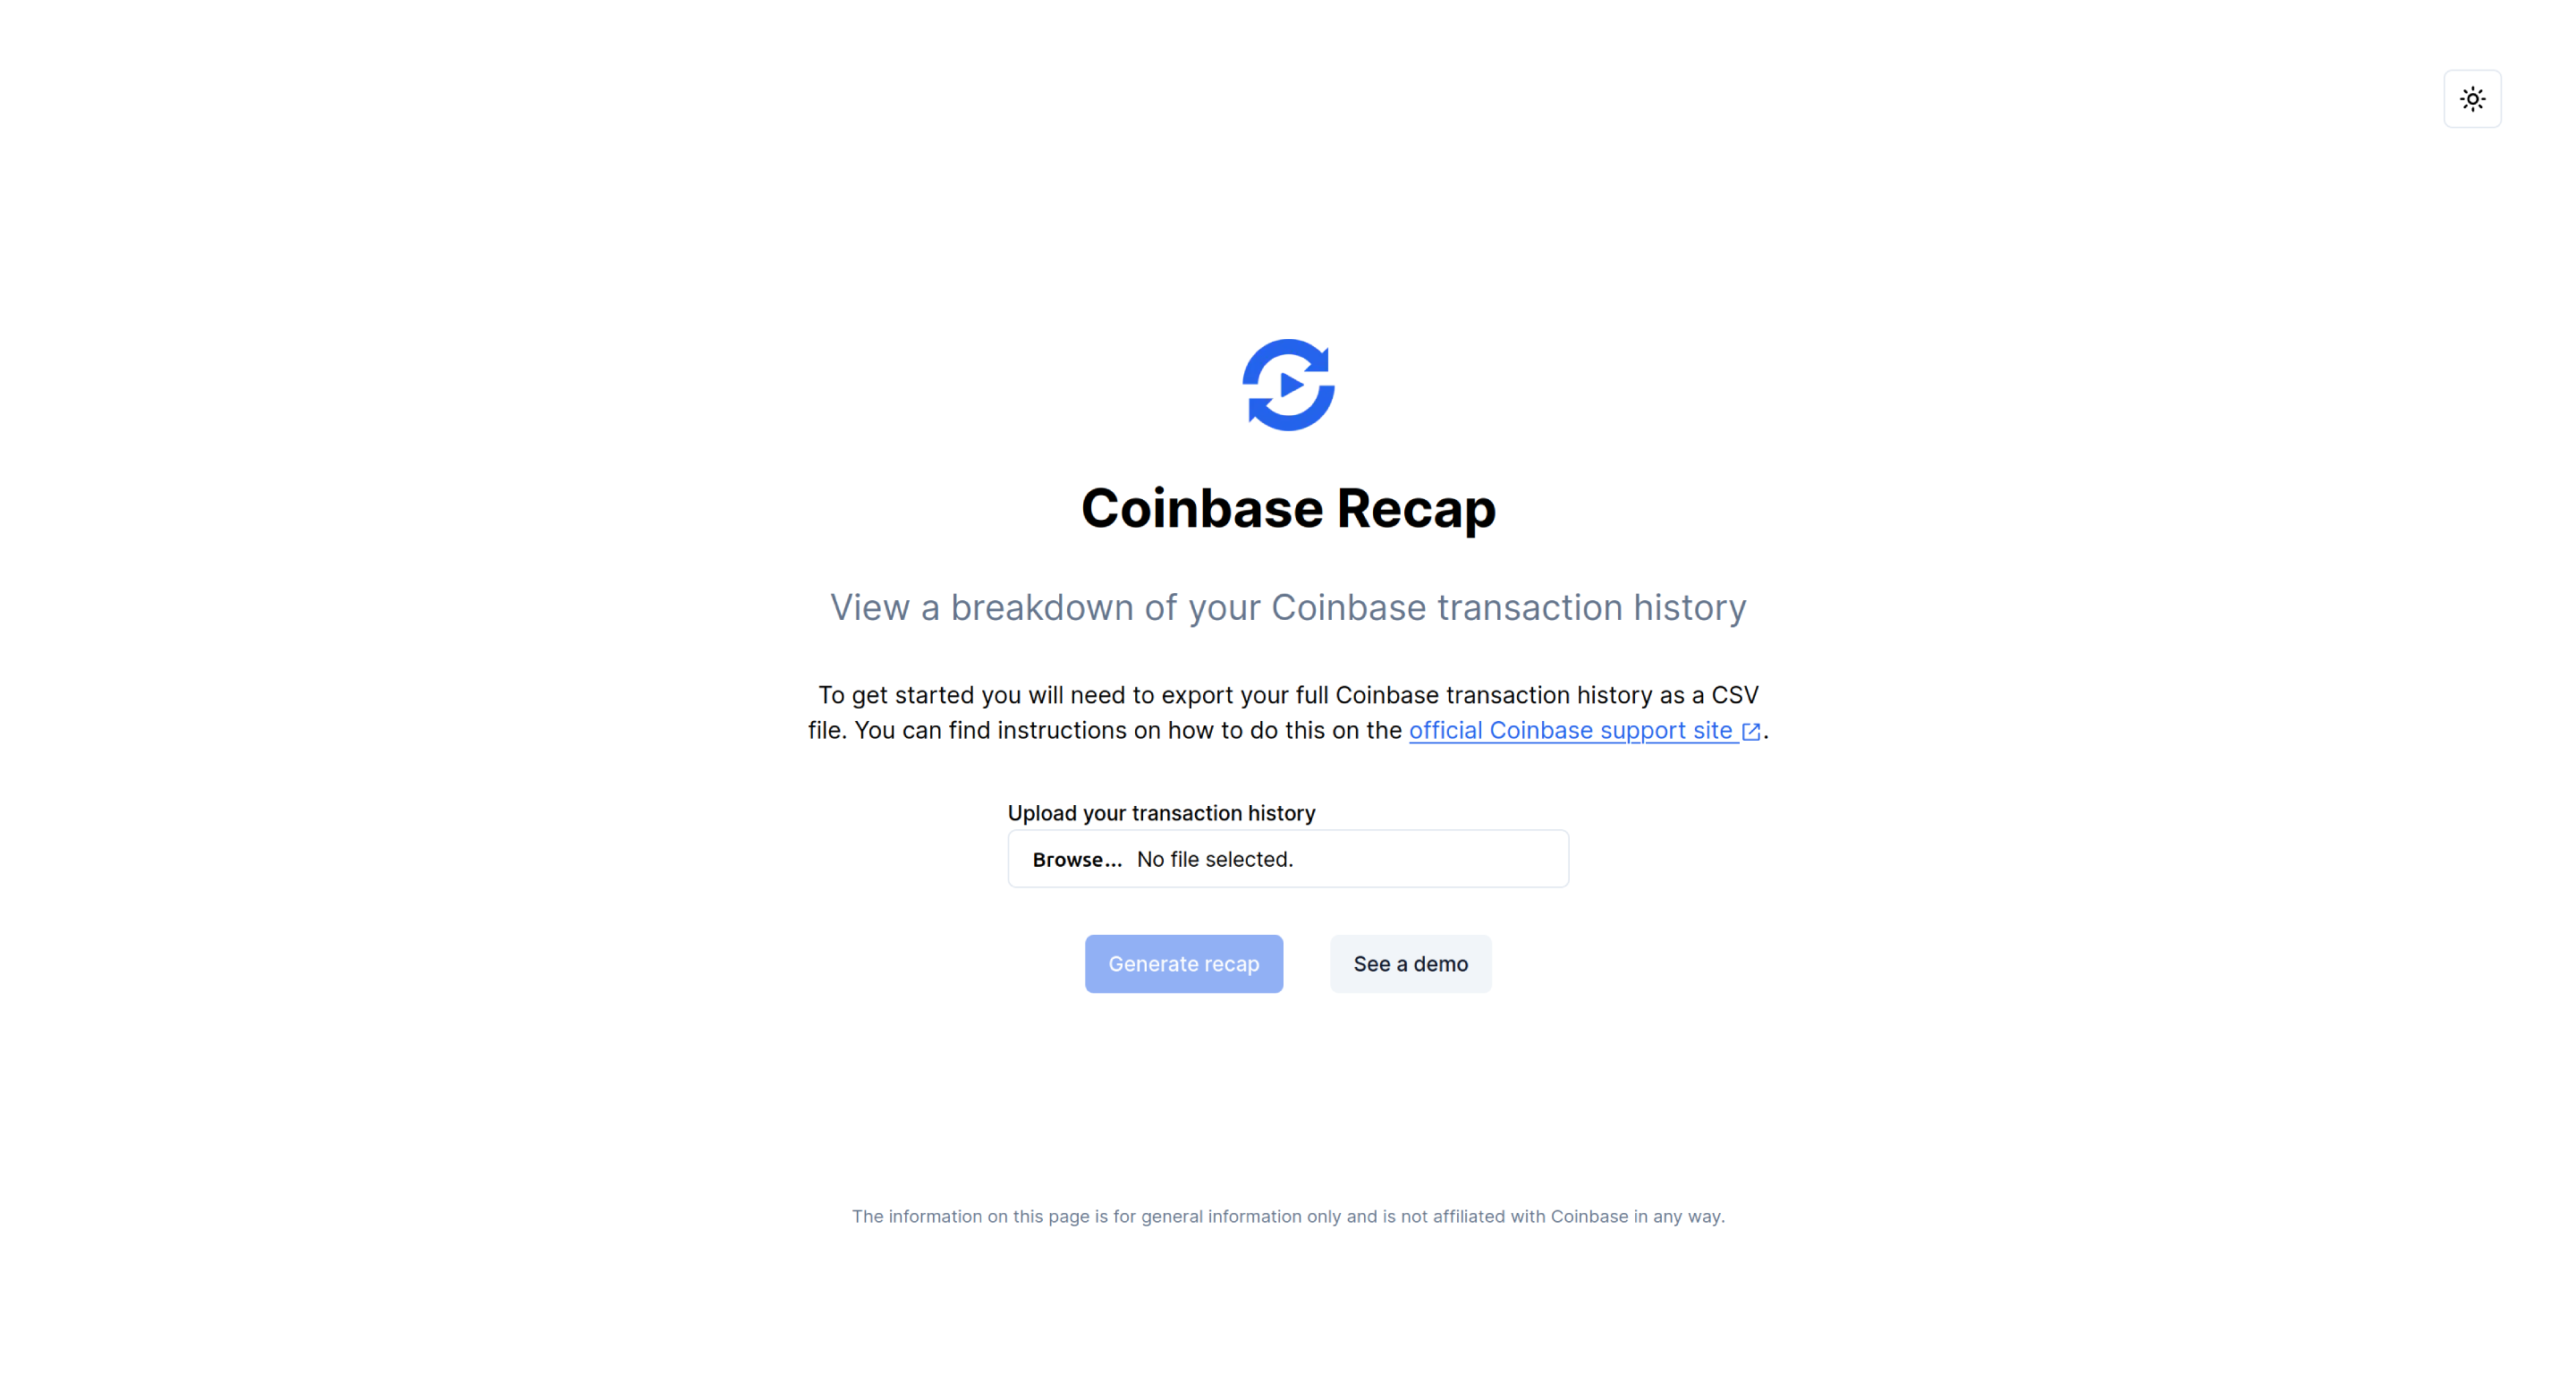 Coinbase Recap
View a breakdown of your Coinbase transaction history
To get started you will need to export your full Coinbase transaction history as a CSV
file. You can find instructions on how to do this on the official Coinbase support site.
Upload your transaction history
Browse... No file selected.
Generate recap See a demo
The information on this page is for general information only and is not affiliated with Coinbase in any way.